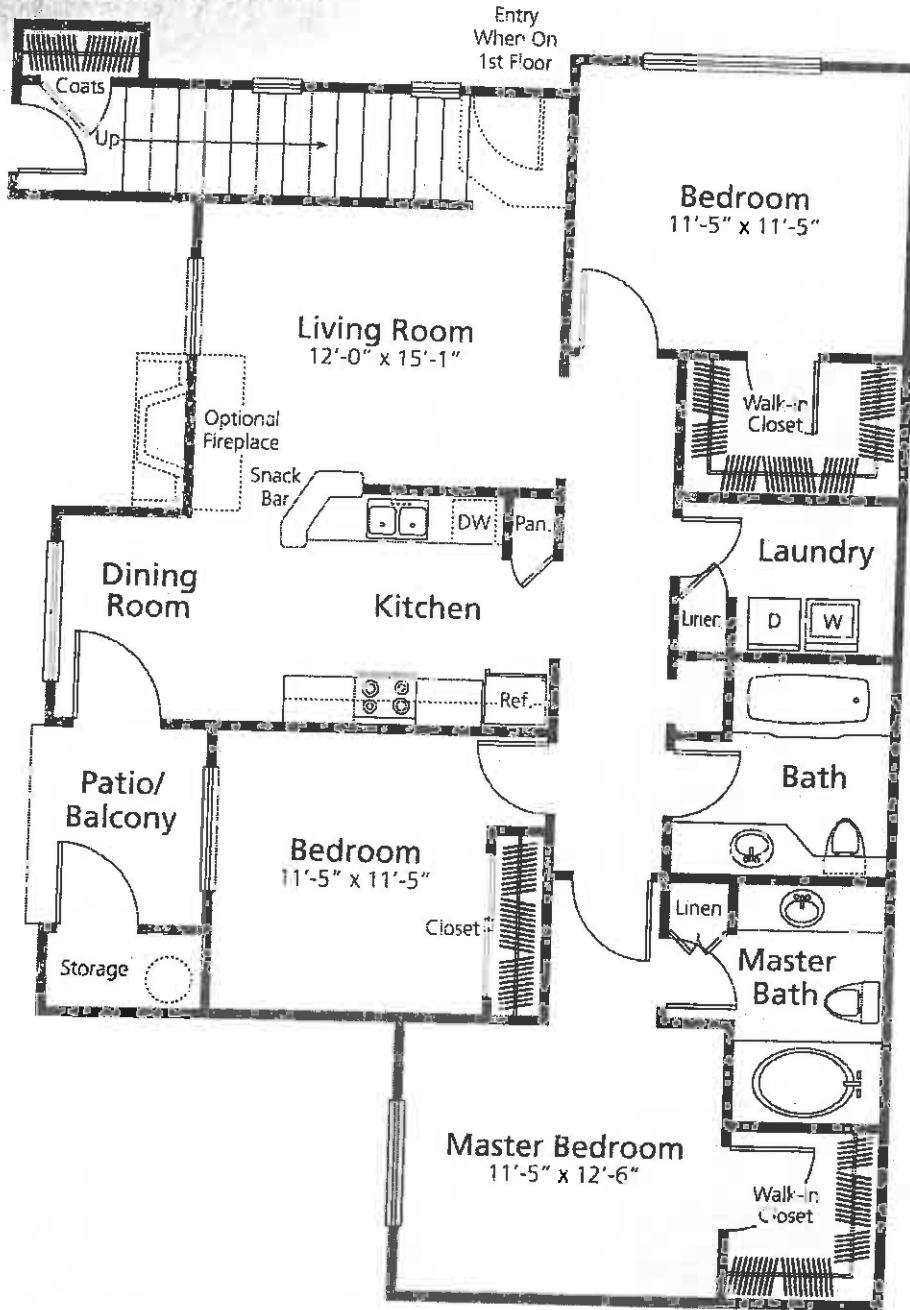 Entry
When On
1st Floor
Coats
Up
Bedroom
11'-5" x 11'-5"
Living Room
12'-0" x 15'-1"
Walk-in
Closet
Optional
Fireplace
Snack
Bar
DW
Pan.
Laundry
Dining
Room
Kitchen
Linen
D
W
Ref.
Patio/
Balcony
Bath
Bedroom
11'-5" x 11'-5"
Closet
Linen
Storage
Master
Bath
Master Bedroom
11'-5" x 12'-6"
Walk-in
Closet